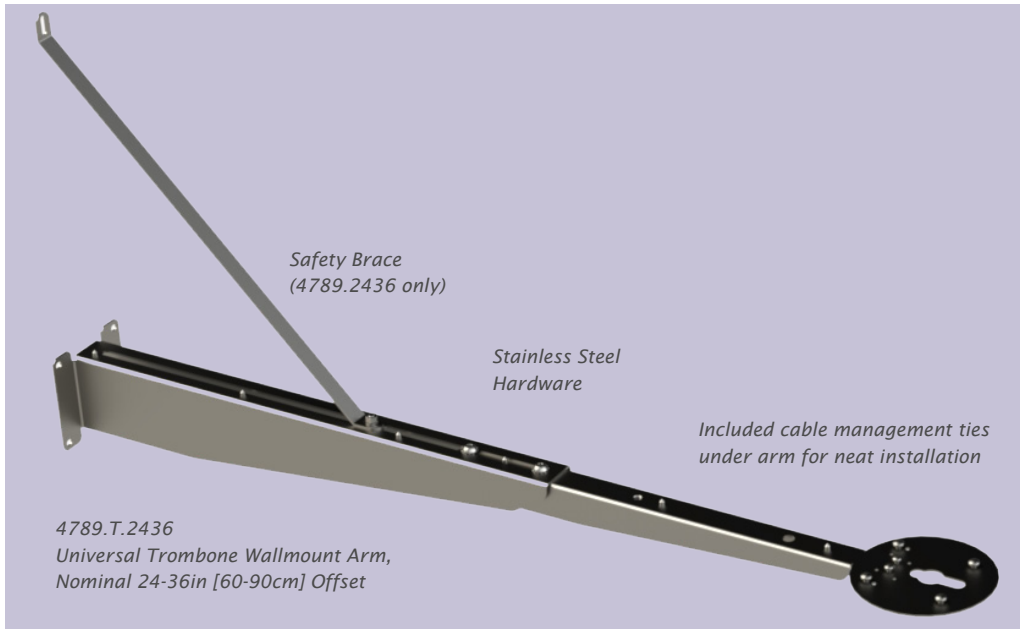 Safety Brace
(4789.2436 only)
Stainless Steel
Hardware
Included cable management ties
under arm for neat installation
4789.T.2436
Universal Trombone Wallmount Arm,
Nominal 24-36in [60-90cm] Offset